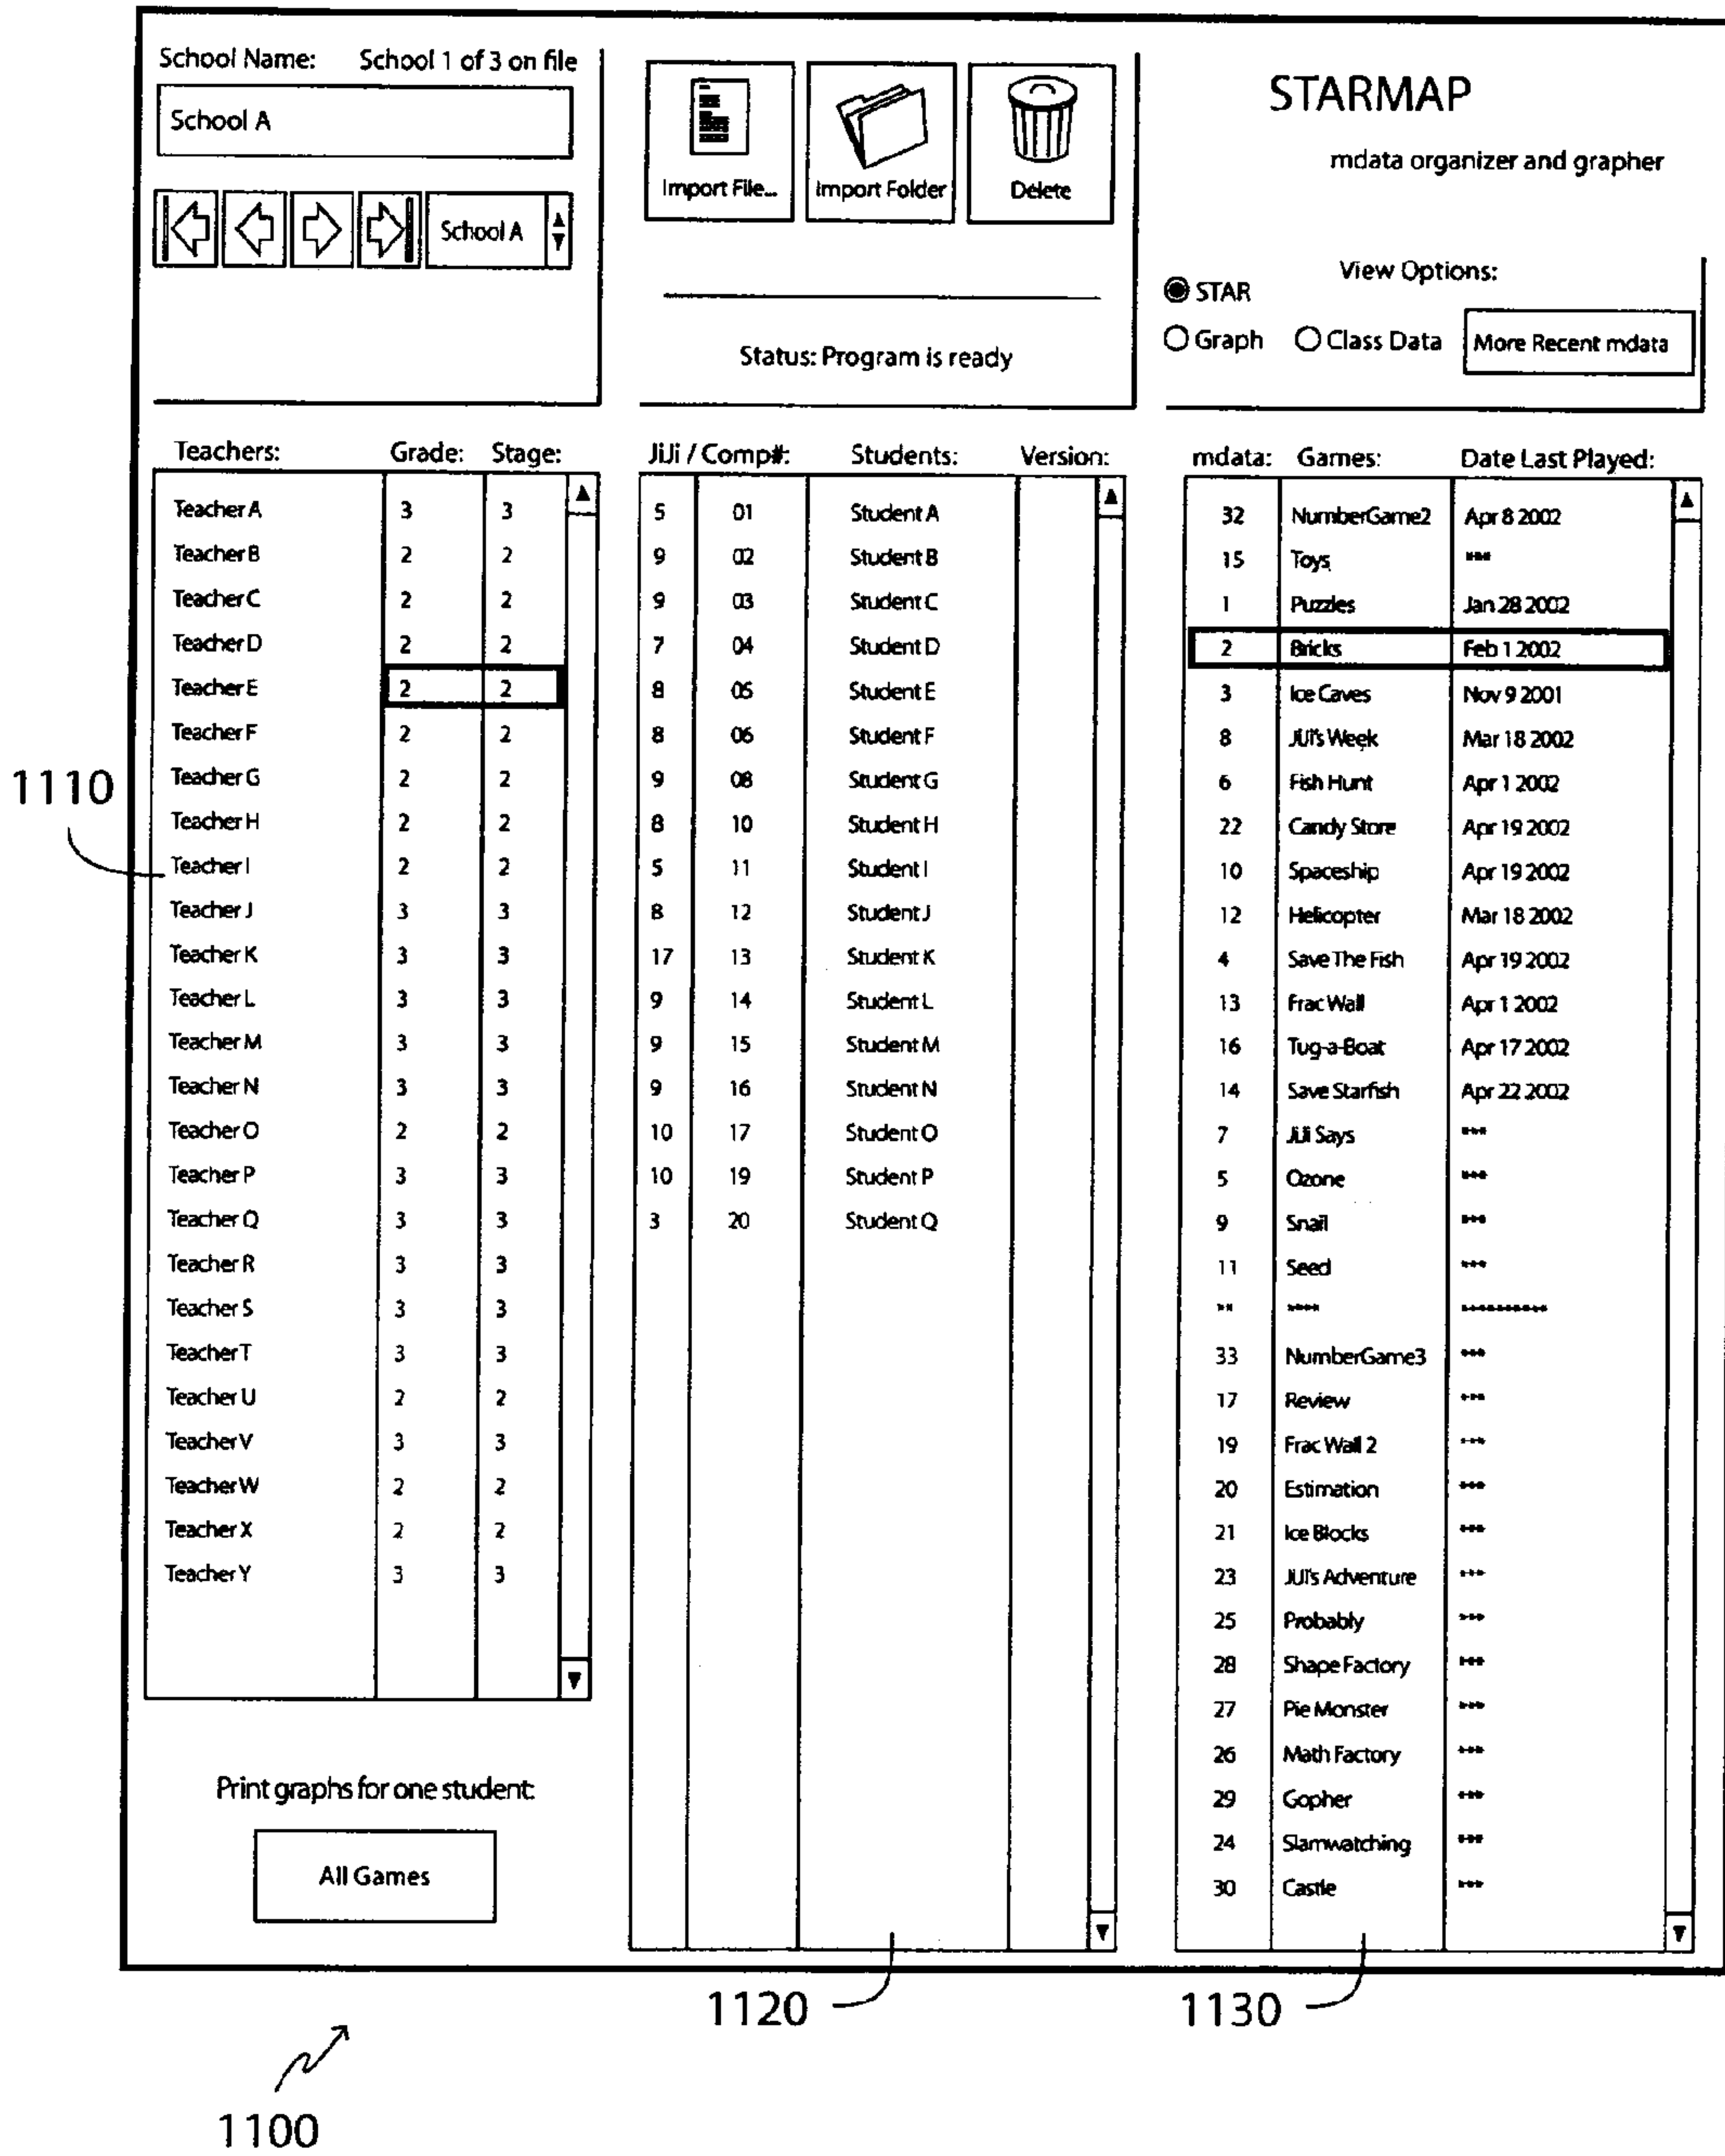 School Name: School 1 of 3 on file
School A
School A
Import File...
Import Folder
Delete
Status: Program is ready
STARMAP
mdata organizer and grapher
View Options:
STAR
Graph Class Data More Recent mdata
Teachers: Grade: Stage:
Teacher A 3 3
Teacher B 2 2
Teacher C 2 2
Teacher D 2 2
Teacher E 2 2
Teacher F 2 2
Teacher G 2 2
Teacher H 2 2
Teacher I 2 2
Teacher J 3 3
Teacher K 3 3
Teacher L 3 3
Teacher M 3 3
Teacher N 3 3
Teacher O 2 2
Teacher P 3 3
Teacher Q 3 3
Teacher R 3 3
Teacher S 3 3
Teacher T 3 3
Teacher U 2 2
Teacher V 3 3
Teacher W 2 2
Teacher X 2 2
Teacher Y 3 3
Print graphs for one student:
All Games
JiJi / Comp#: Students: Version:
5 01 Student A
9 02 Student B
9 03 Student C
7 04 Student D
8 05 Student E
8 06 Student F
9 08 Student G
8 10 Student H
5 11 Student I
8 12 Student J
17 13 Student K
9 14 Student L
9 15 Student M
9 16 Student N
10 17 Student O
10 19 Student P
3 20 Student Q
mdata: Games: Date Last Played:
32 NumberGame2 Apr 8 2002
15 Toys ***
1 Puzzles Jan 28 2002
2 Bricks Feb 1 2002
3 Ice Caves Nov 9 2001
8 JiJi's Week Mar 18 2002
6 Fish Hunt Apr 1 2002
22 Candy Store Apr 19 2002
10 Spaceship Apr 19 2002
12 Helicopter Mar 18 2002
4 Save The Fish Apr 19 2002
13 Frac Wall Apr 1 2002
16 Tug-a-Boat Apr 17 2002
14 Save Starfish Apr 22 2002
7 JiJi Says ***
5 Ozone ***
9 Snail ***
11 Seed ***
** **** **********
33 NumberGame3 ***
17 Review ***
19 Frac Wall 2 ***
20 Estimation ***
21 Ice Blocks ***
23 JiJi's Adventure ***
25 Probably ***
28 Shape Factory ***
27 Pie Monster ***
26 Math Factory ***
29 Gopher ***
24 Slamwatching ***
30 Castle ***
1110
1120
1130
1100